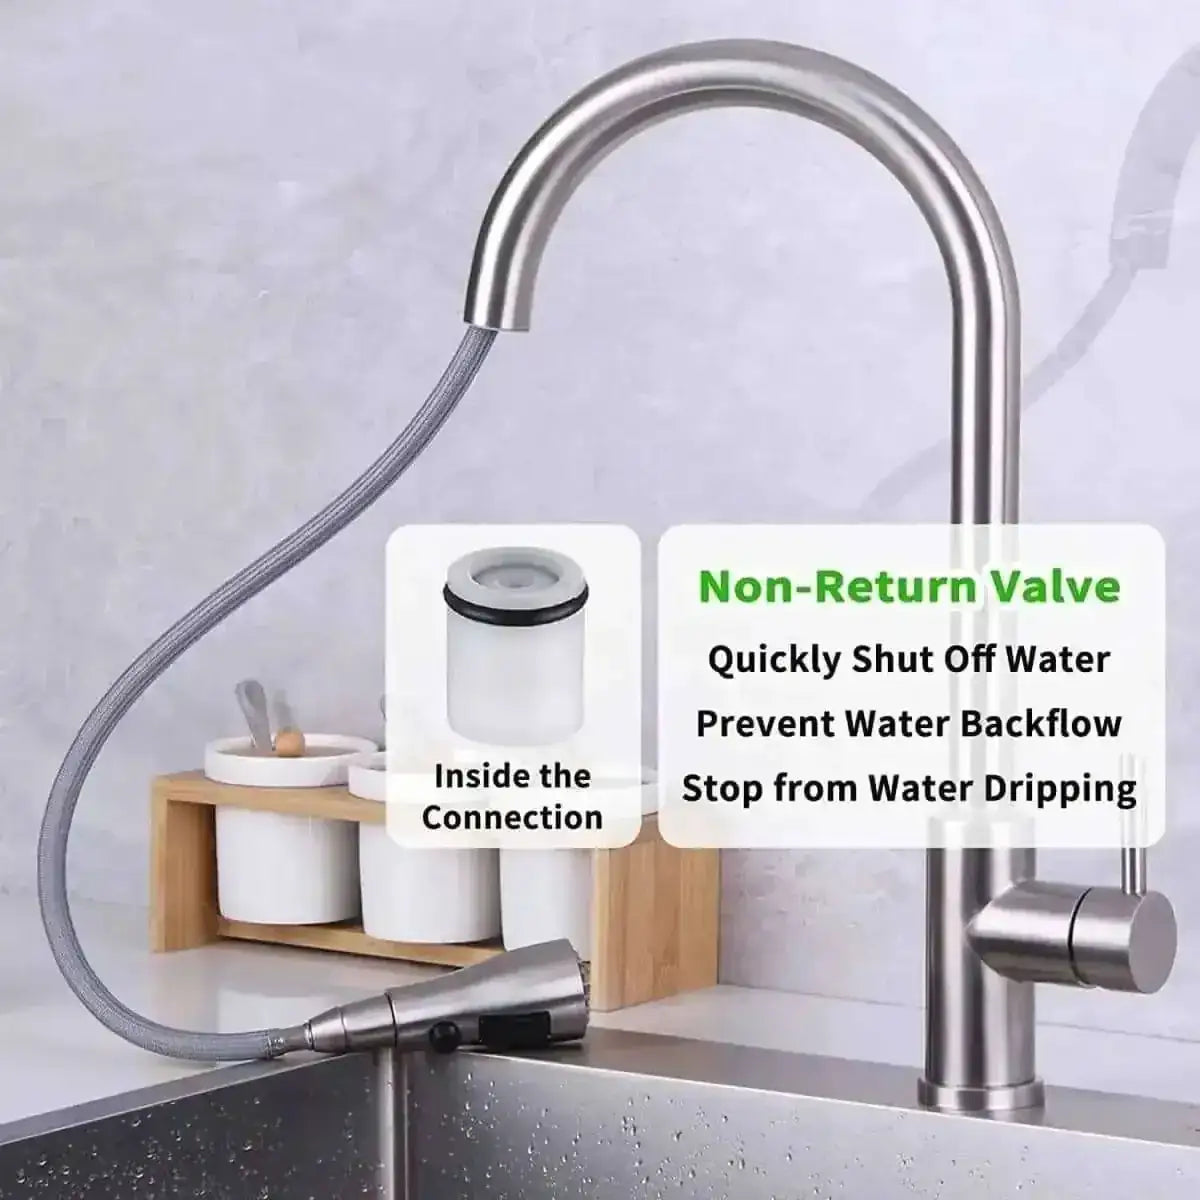 Non-Return Valve
Quickly Shut Off Water
Prevent Water Backflow
Stop from Water Dripping
Inside the
Connection